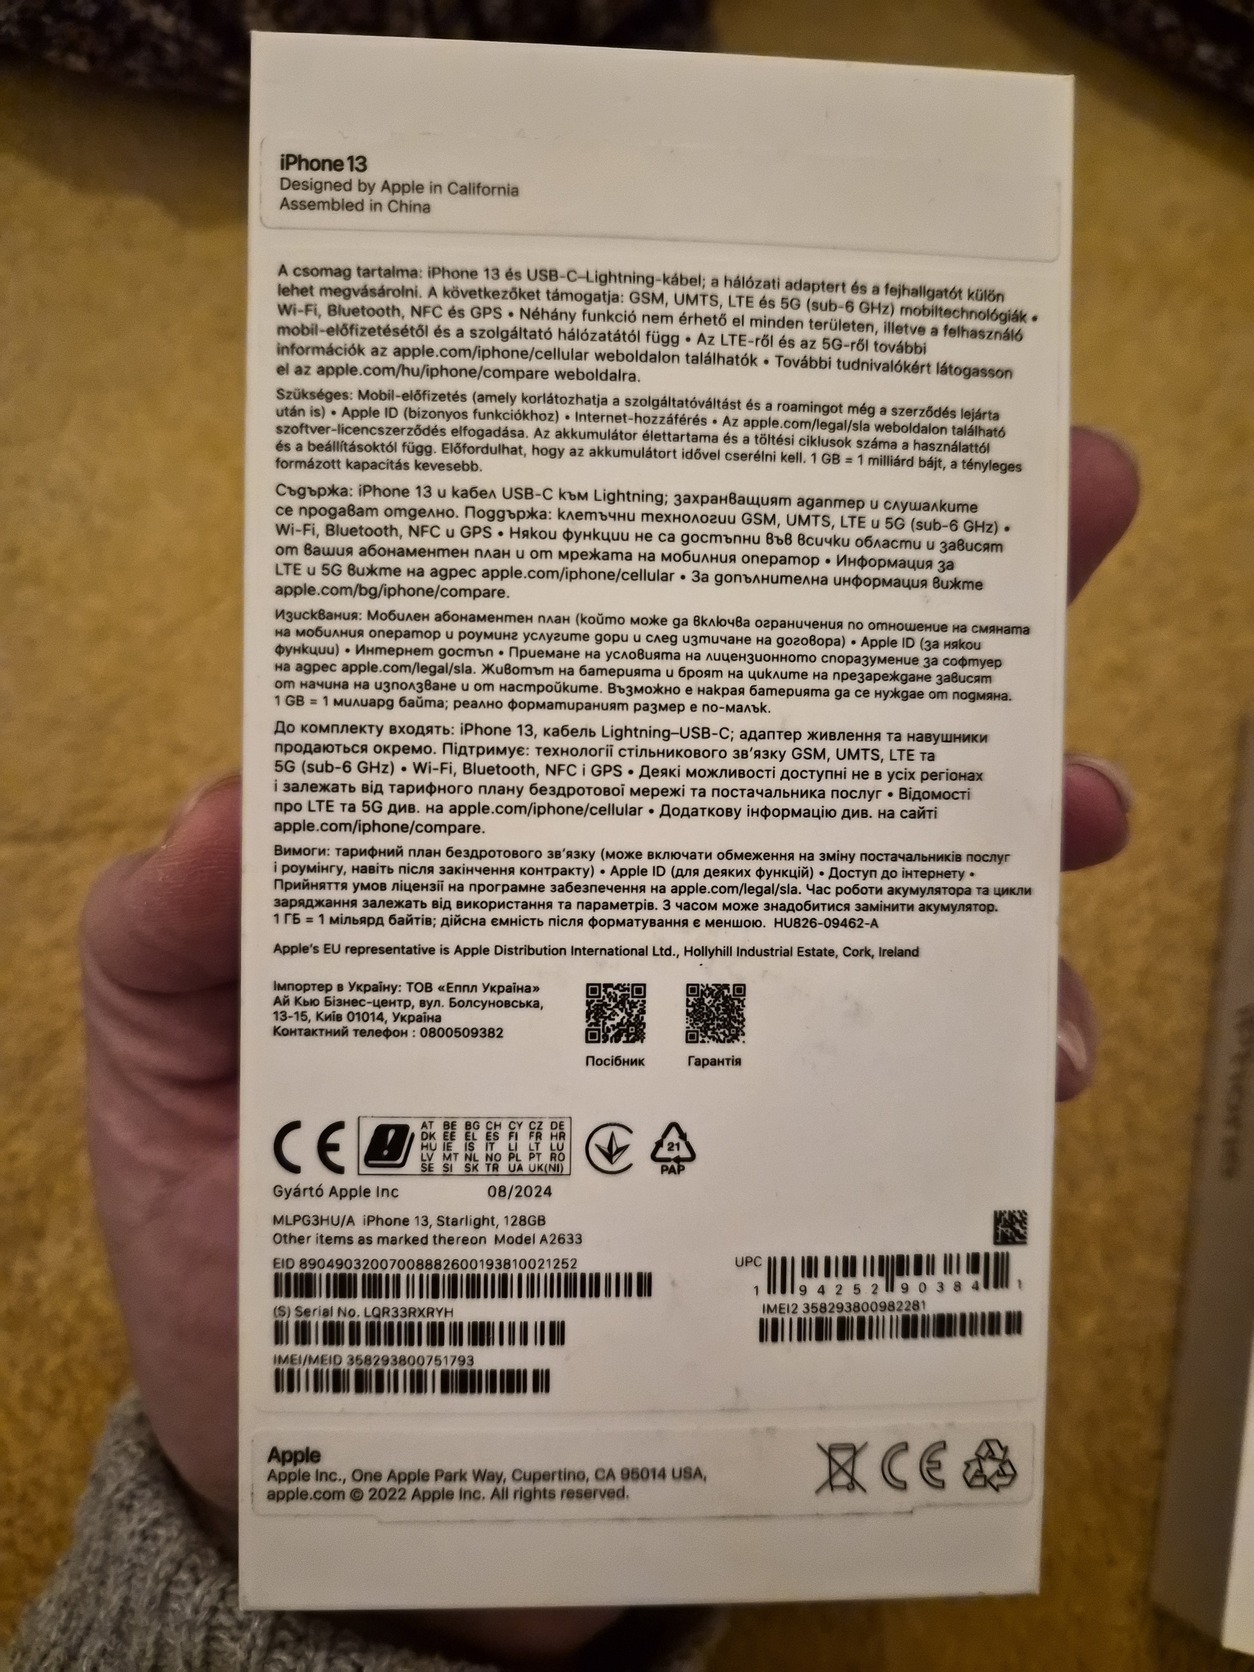 iPhone 13
Designed by Apple in California
Assembled in China
A csomag tartalma: iPhone 13 és USB-C–Lightning-kábel; a hálózati adaptert és a fejhallgatót külön
lehet megvásárolni. A következőket támogatja: GSM, UMTS, LTE és 5G (sub-6 GHz) mobiltechnológiák •
Wi-Fi, Bluetooth, NFC és GPS • Néhány funkció nem érhető el minden területen, illetve a felhasználó
mobil-előfizetésétől és a szolgáltató hálózatától függ • Az LTE-ről és az 5G-ről további
információk az apple.com/iphone/cellular weboldalon találhatók • További tudnivalókért látogasson
el az apple.com/hu/iphone/compare weboldalra.
Szükséges: Mobil-előfizetés (amely korlátozhatja a szolgáltatóváltást és a roamingot még a szerződés lejárta
után is) • Apple ID (bizonyos funkciókhoz) • Internet-hozzáférés • Az apple.com/legal/sla weboldalon található
szoftver-licencszerződés elfogadása. Az akkumulátor élettartama és a töltési ciklusok száma a használattól
és a beállításoktól függ. Előfordulhat, hogy az akkumulátort idővel cserélni kell. 1 GB = 1 milliárd bájt, a tényleges
formázott kapacitás kevesebb.
Съдържа: iPhone 13 и кабел USB-C към Lightning; захранващият адаптер и слушалките
се продават отделно. Поддържа: клетъчни технологии GSM, UMTS, LTE и 5G (sub-6 GHz) •
Wi-Fi, Bluetooth, NFC и GPS • Някои функции не са достъпни във всички области и зависят
от вашия абонаментен план и от мрежата на мобилния оператор • Информация за
LTE и 5G вижте на адрес apple.com/iphone/cellular • За допълнителна информация вижте
apple.com/bg/iphone/compare.
Изисквания: Мобилен абонаментен план (който може да включва ограничения по отношение на смяната
на мобилния оператор и роуминг услугите дори и след изтичане на договора) • Apple ID (за някои
функции) • Интернет достъп • Приемане на условията на лицензионното споразумение за софтуер
на адрес apple.com/legal/sla. Животът на батерията и броят на циклите на презареждане зависят
от начина на използване и от настройките. Възможно е накрая батерията да се нуждае от подмяна.
1 GB = 1 милиард байта; реално форматираният размер е по-малък.
До комплекту входять: iPhone 13, кабель Lightning–USB-C; адаптер живлення та навушники
продаються окремо. Підтримує: технології стільникового зв’язку GSM, UMTS, LTE та
5G (sub-6 GHz) • Wi-Fi, Bluetooth, NFC і GPS • Деякі можливості доступні не в усіх регіонах
і залежать від тарифного плану бездротової мережі та постачальника послуг • Відомості
про LTE та 5G див. на apple.com/iphone/cellular • Додаткову інформацію див. на сайті
apple.com/iphone/compare.
Вимоги: тарифний план бездротового зв’язку (може включати обмеження на зміну постачальників послуг
і роумінгу, навіть після закінчення контракту) • Apple ID (для деяких функцій) • Доступ до інтернету •
Прийняття умов ліцензії на програмне забезпечення на apple.com/legal/sla. Час роботи акумулятора та цикли
заряджання залежать від використання та параметрів. З часом може знадобитися замінити акумулятор.
1 ГБ = 1 мільярд байтів; дійсна ємність після форматування є меншою. HU826-09462-A
Apple's EU representative is Apple Distribution International Ltd., Hollyhill Industrial Estate, Cork, Ireland
Імпортер в Україну: ТОВ «Еппл Україна»
Ай Кью Бізнес-центр, вул. Болсуновська,
13-15, Київ 01014, Україна
Контактний телефон : 0800509382
Посібник Гарантія
CE
AT BE BG CH CY CZ DE
DK EE EL ES FI FR HR
HU IE IS IT LI LT LU
LV MT NL NO PL PT RO
SE SI SK TR UA UK(NI)
21
PAP
Gyártó Apple Inc 08/2024
MLPG3HU/A iPhone 13, Starlight, 128GB
Other items as marked thereon Model A2633
EID 89049032007008882600193810021252
UPC
1 94252 90384 1
(S) Serial No. LQR33RXRYH
IMEI2 358293800982281
IMEI/MEID 358293800751793
Apple
Apple Inc., One Apple Park Way, Cupertino, CA 95014 USA,
apple.com © 2022 Apple Inc. All rights reserved.
CE